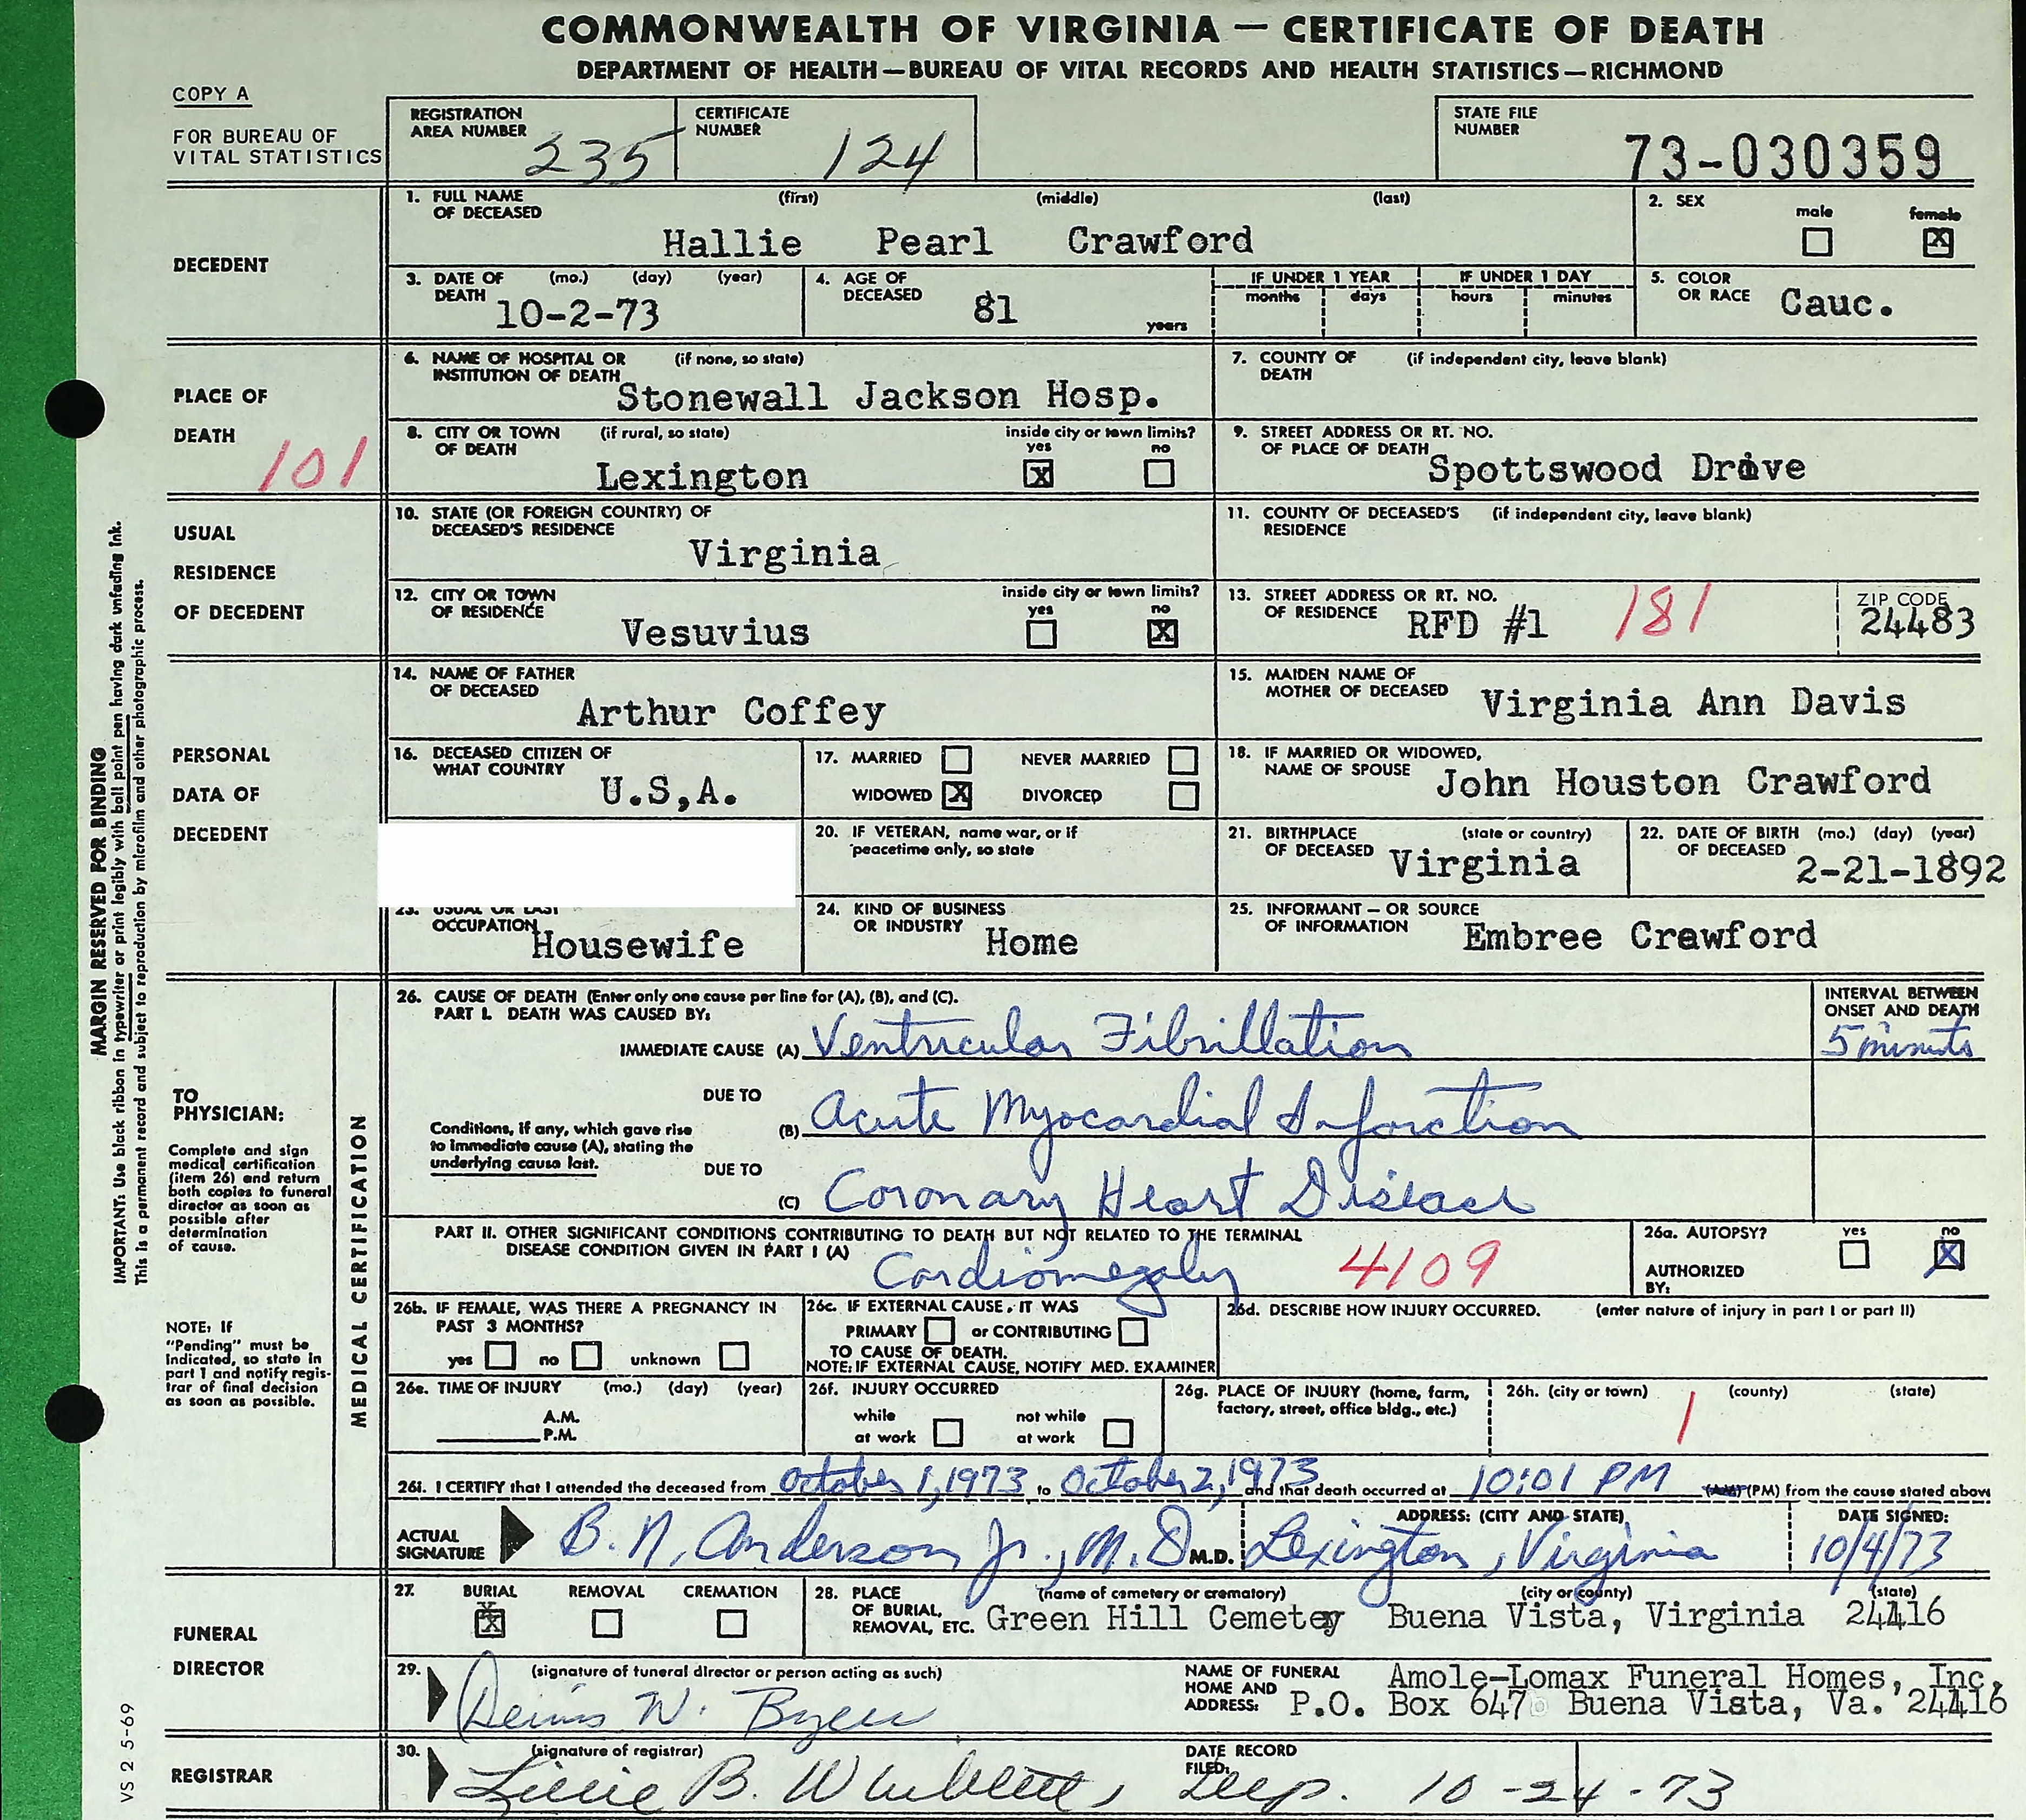 COMMONWEALTH OF VIRGINIA — CERTIFICATE OF DEATH
DEPARTMENT OF HEALTH—BUREAU OF VITAL RECORDS AND HEALTH STATISTICS—RICHMOND
COPY A
FOR BUREAU OF
VITAL STATISTICS
REGISTRATION
AREA NUMBER 235
CERTIFICATE
NUMBER 124
STATE FILE
NUMBER 73-030359
DECEDENT
1. FULL NAME (first) (middle) (last)
OF DECEASED
Hallie Pearl Crawford
2. SEX
male female
X
3. DATE OF (mo.) (day) (year)
DEATH 10-2-73
4. AGE OF
DECEASED 81
years
IF UNDER 1 YEAR IF UNDER 1 DAY
months days hours minutes
5. COLOR
OR RACE Cauc.
PLACE OF
DEATH
101
6. NAME OF HOSPITAL OR (if none, so state)
INSTITUTION OF DEATH
Stonewall Jackson Hosp.
7. COUNTY OF (if independent city, leave blank)
DEATH
8. CITY OR TOWN (if rural, so state) inside city or town limits?
OF DEATH yes no
Lexington X
9. STREET ADDRESS OR RT. NO.
OF PLACE OF DEATH
Spottswood Drive
USUAL
RESIDENCE
OF DECEDENT
10. STATE (OR FOREIGN COUNTRY) OF
DECEASED'S RESIDENCE
Virginia
11. COUNTY OF DECEASED'S (if independent city, leave blank)
RESIDENCE
12. CITY OR TOWN inside city or town limits?
OF RESIDENCE yes no
Vesuvius X
13. STREET ADDRESS OR RT. NO.
OF RESIDENCE RFD #1 181
ZIP CODE
24483
PERSONAL
DATA OF
DECEDENT
14. NAME OF FATHER
OF DECEASED
Arthur Coffey
15. MAIDEN NAME OF
MOTHER OF DECEASED Virginia Ann Davis
16. DECEASED CITIZEN OF
WHAT COUNTRY
U.S,A.
17. MARRIED NEVER MARRIED
WIDOWED X DIVORCED
18. IF MARRIED OR WIDOWED,
NAME OF SPOUSE John Houston Crawford
20. IF VETERAN, name war, or if
peacetime only, so state
21. BIRTHPLACE (state or country)
OF DECEASED Virginia
22. DATE OF BIRTH (mo.) (day) (year)
OF DECEASED 2-21-1892
23. USUAL OR LAST
OCCUPATION
Housewife
24. KIND OF BUSINESS
OR INDUSTRY Home
25. INFORMANT — OR SOURCE
OF INFORMATION Embree Crawford
MARGIN RESERVED FOR BINDING
IMPORTANT: Use black ribbon in typewriter or print legibly with ball point pen having dark unfading ink.
This is a permanent record and subject to reproduction by microfilm and other photographic process.
TO
PHYSICIAN:
Complete and sign
medical certification
(item 26) and return
both copies to funeral
director as soon as
possible after
determination
of cause.
NOTE: If
"Pending" must be
indicated, so state in
part 1 and notify regis-
trar of final decision
as soon as possible.
MEDICAL CERTIFICATION
26. CAUSE OF DEATH (Enter only one cause per line for (A), (B), and (C).
PART I. DEATH WAS CAUSED BY:
INTERVAL BETWEEN
ONSET AND DEATH
IMMEDIATE CAUSE (A) Ventricular Fibrillation 5 minuts
DUE TO
Conditions, if any, which gave rise
to immediate cause (A), stating the
underlying cause last.
(B) Acute Myocardial Infarction
DUE TO
(C) Coronary Heart Disease
PART II. OTHER SIGNIFICANT CONDITIONS CONTRIBUTING TO DEATH BUT NOT RELATED TO THE TERMINAL
DISEASE CONDITION GIVEN IN PART I (A)
Cardiomegaly 4109
26a. AUTOPSY? yes no
X
AUTHORIZED
BY:
26b. IF FEMALE, WAS THERE A PREGNANCY IN
PAST 3 MONTHS?
yes no unknown
26c. IF EXTERNAL CAUSE, IT WAS
PRIMARY or CONTRIBUTING
TO CAUSE OF DEATH.
NOTE: IF EXTERNAL CAUSE, NOTIFY MED. EXAMINER
26d. DESCRIBE HOW INJURY OCCURRED. (enter nature of injury in part I or part II)
26e. TIME OF INJURY (mo.) (day) (year)
A.M.
P.M.
26f. INJURY OCCURRED
while not while
at work at work
26g. PLACE OF INJURY (home, farm,
factory, street, office bldg., etc.)
26h. (city or town) (county) (state)
1
26i. I CERTIFY that I attended the deceased from October 1, 1973 to October 2, 1973 and that death occurred at 10:01 PM (AM) (PM) from the cause stated above
ACTUAL
SIGNATURE B. N. Anderson Jr., M.D M.D.
ADDRESS: (CITY AND STATE)
Lexington, Virginia
DATE SIGNED:
10/4/73
FUNERAL
DIRECTOR
27. BURIAL REMOVAL CREMATION
X
28. PLACE (name of cemetery or crematory) (city or county) (state)
OF BURIAL,
REMOVAL, ETC. Green Hill Cemetey Buena Vista, Virginia 24416
29. (signature of funeral director or person acting as such)
NAME OF FUNERAL
HOME AND
ADDRESS:
Amole-Lomax Funeral Homes, Inc,
P.O. Box 647 Buena Vista, Va. 24416
REGISTRAR
30. (signature of registrar)
Lillie B.
Dep.
DATE RECORD
FILED:
10-24-73
VS 2 5-69